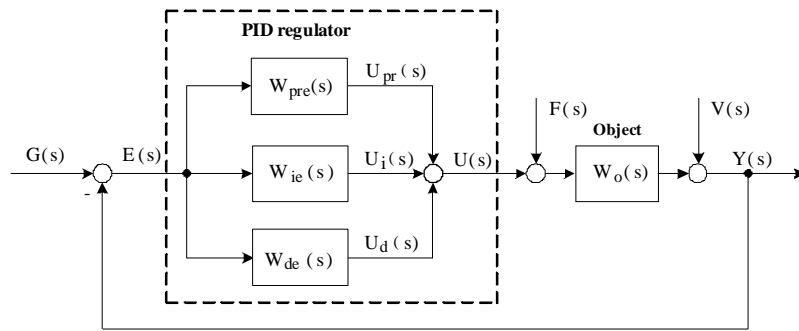 PID regulator
U_pr(s)
W_pre(s)
F(s)
V(s)
Object
G(s)
E(s)
W_ie(s)
U_i(s)
U(s)
W_o(s)
Y(s)
-
W_de(s)
U_d(s)